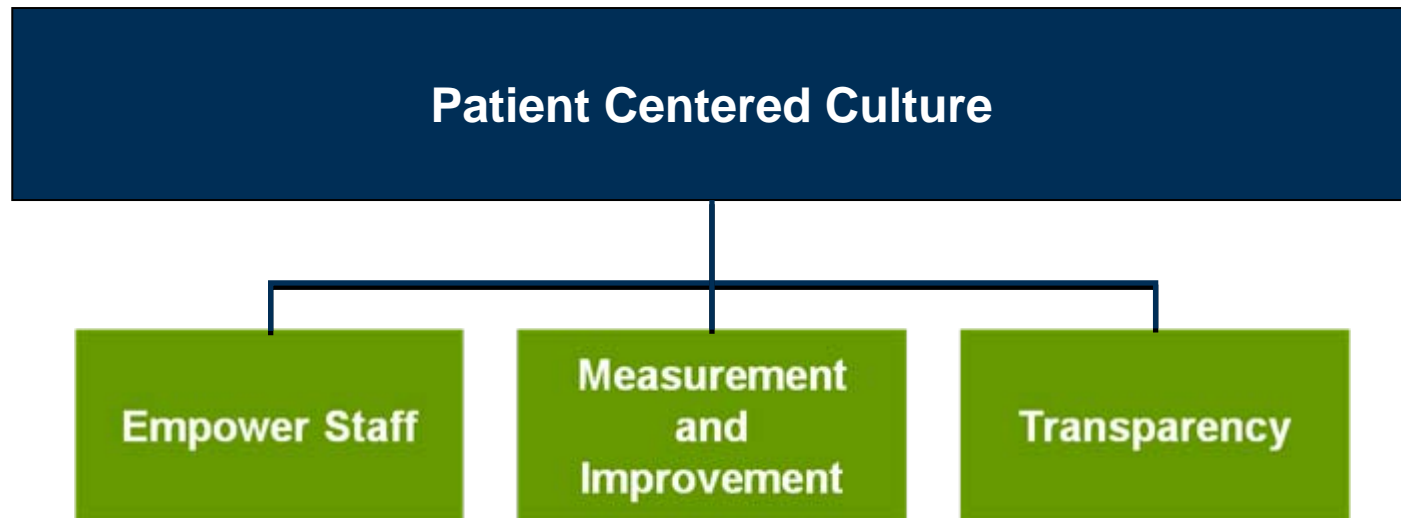 Patient Centered Culture
Empower Staff
Measurement
and
Improvement
Transparency